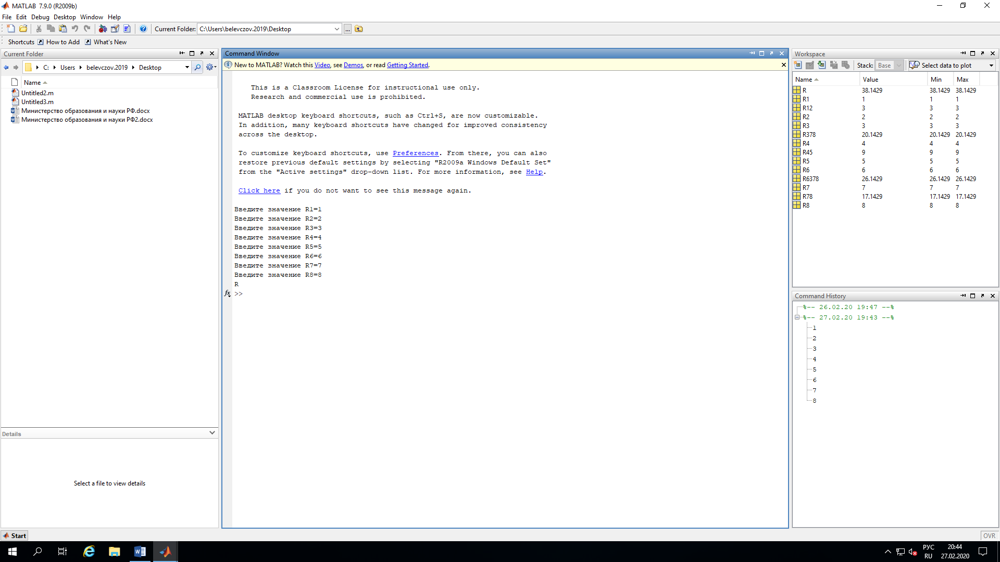 MATLAB 7.9.0 (R2009b)
File Edit Debug Desktop Window Help
Current Folder: C:\Users\belevczov.2019\Desktop ...
Shortcuts How to Add What's New
Current Folder
C: Users belevczov.2019 Desktop
Name
Untitled2.m
Untitled3.m
Министерство образования и науки РФ.docx
Министерство образования и науки РФ2.docx
Details
Select a file to view details
Command Window
New to MATLAB? Watch this Video, see Demos, or read Getting Started.
This is a Classroom License for instructional use only.
Research and commercial use is prohibited.
MATLAB desktop keyboard shortcuts, such as Ctrl+S, are now customizable.
In addition, many keyboard shortcuts have changed for improved consistency
across the desktop.
To customize keyboard shortcuts, use Preferences. From there, you can also
restore previous default settings by selecting "R2009a Windows Default Set"
from the "Active settings" drop-down list. For more information, see Help.
Click here if you do not want to see this message again.
Введите значение R1=1
Введите значение R2=2
Введите значение R3=3
Введите значение R4=4
Введите значение R5=5
Введите значение R6=6
Введите значение R7=7
Введите значение R8=8
R
fx >>
Workspace
Stack: Base Select data to plot
Name Value Min Max
R 38.1429 38.1429 38.1429
R1 1 1 1
R12 3 3 3
R2 2 2 2
R3 3 3 3
R378 20.1429 20.1429 20.1429
R4 4 4 4
R45 9 9 9
R5 5 5 5
R6 6 6 6
R6378 26.1429 26.1429 26.1429
R7 7 7 7
R78 17.1429 17.1429 17.1429
R8 8 8 8
Command History
%-- 26.02.20 19:47 --%
%-- 27.02.20 19:43 --%
1
2
3
4
5
6
7
8
Start
OVR
РУС
RU
20:44
27.02.2020